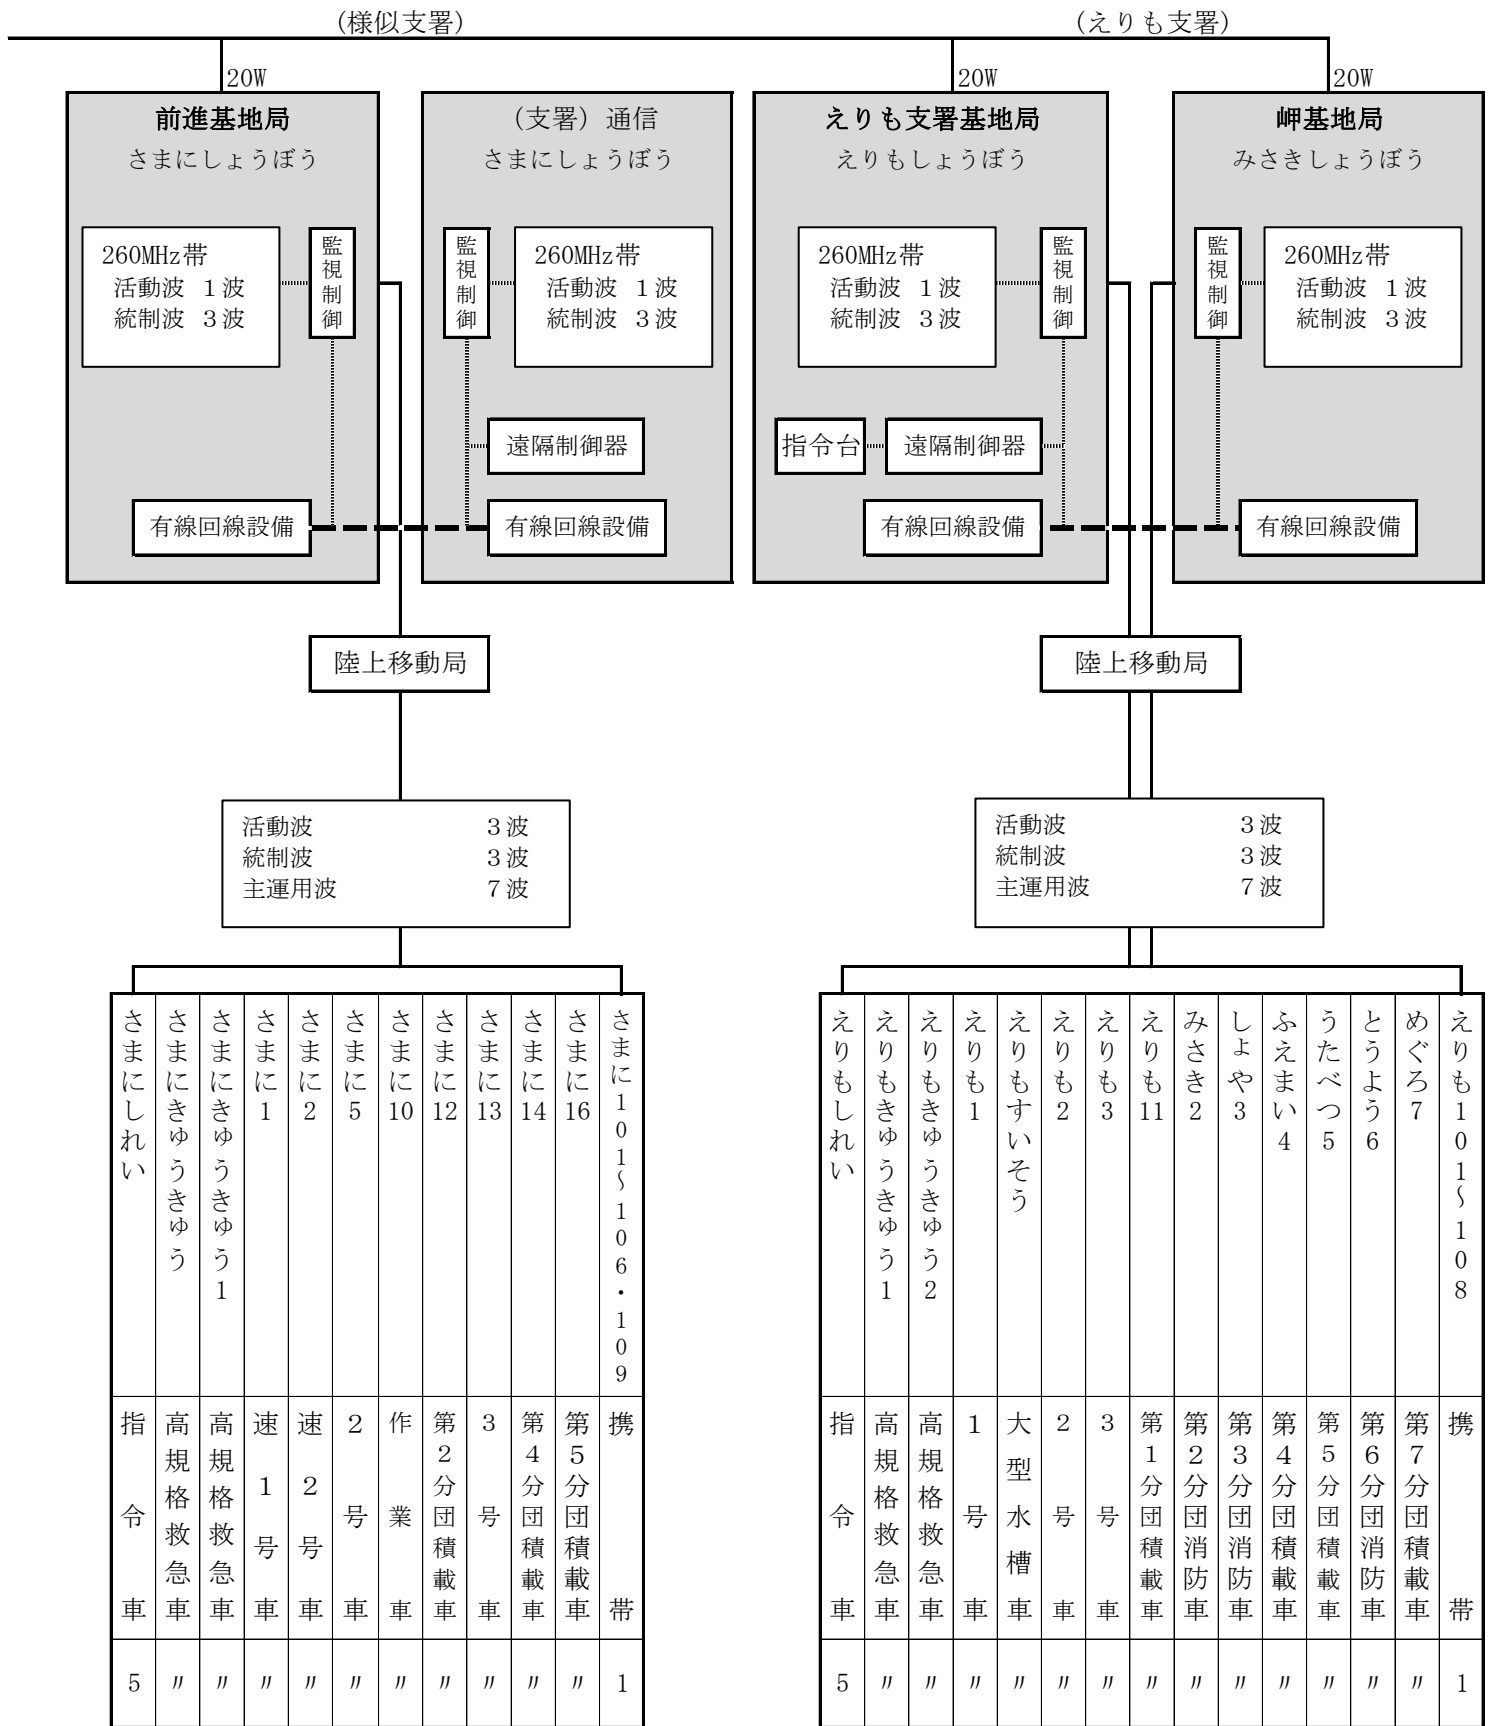 (様似支署)
(えりも支署)
20W
20W
20W
前進基地局
さまにしょうぼう
260MHz帯
活動波 1波
統制波 3波
監視制御
有線回線設備
(支署) 通信
さまにしょうぼう
監視制御
260MHz帯
活動波 1波
統制波 3波
遠隔制御器
有線回線設備
えりも支署基地局
えりもしょうぼう
260MHz帯
活動波 1波
統制波 3波
監視制御
指令台
遠隔制御器
有線回線設備
岬基地局
みさきしょうぼう
監視制御
260MHz帯
活動波 1波
統制波 3波
有線回線設備
陸上移動局
陸上移動局
活動波 3波
統制波 3波
主運用波 7波
活動波 3波
統制波 3波
主運用波 7波
さまにしれい 指令車 5
さまにきゅうきゅう 高規格救急車 〃
さまにきゅうきゅう1 高規格救急車 〃
さまに1 速1号車 〃
さまに2 速2号車 〃
さまに5 2号車 〃
さまに10 作業車 〃
さまに12 第2分団積載車 〃
さまに13 3号車 〃
さまに14 第4分団積載車 〃
さまに16 第5分団積載車 〃
さまに101~106・109 携帯 1
えりもしれい 指令車 5
えりもきゅうきゅう1 高規格救急車 〃
えりもきゅうきゅう2 高規格救急車 〃
えりも1 1号車 〃
えりもすいそう 大型水槽車 〃
えりも2 2号車 〃
えりも3 3号車 〃
えりも11 第1分団積載車 〃
みさき2 第2分団消防車 〃
しょや3 第3分団消防車 〃
ふえまい4 第4分団積載車 〃
うたべつ5 第5分団積載車 〃
とうよう6 第6分団消防車 〃
めぐろ7 第7分団積載車 〃
えりも101~108 携帯 1